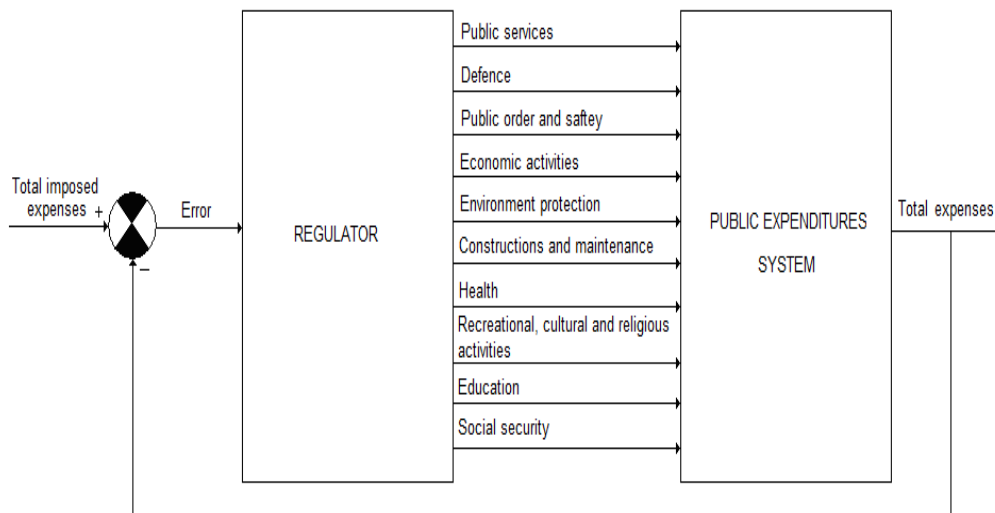 Public services
Defence
Public order and saftey
Economic activities
Total imposed
expenses +
Error
Environment protection
REGULATOR
PUBLIC EXPENDITURES
SYSTEM
Total expenses
Constructions and maintenance
–
Health
Recreational, cultural and religious
activities
Education
Social security